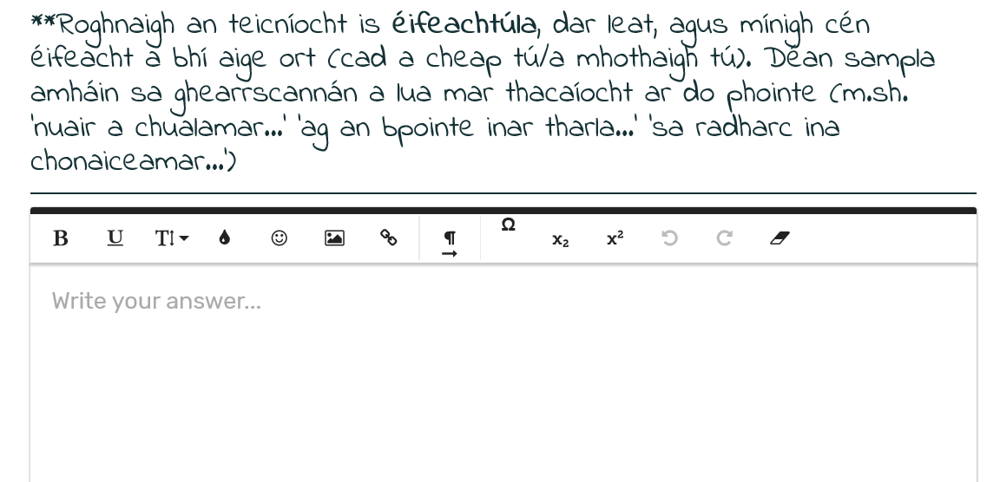 **Roghnaigh an teicníocht is éifeachtúla, dar leat, agus mínigh cén
éifeacht a bhí aige ort (cad a cheap tú/a mhothaigh tú). Déan sampla
amháin sa ghearrscannán a lua mar thacaíocht ar do phointe (m.sh.
'nuair a chualamar...' 'ag an bpointe inar tharla...' 'sa radharc ina
chonaiceamar...')
B U T Ω x₂ x²
Write your answer...